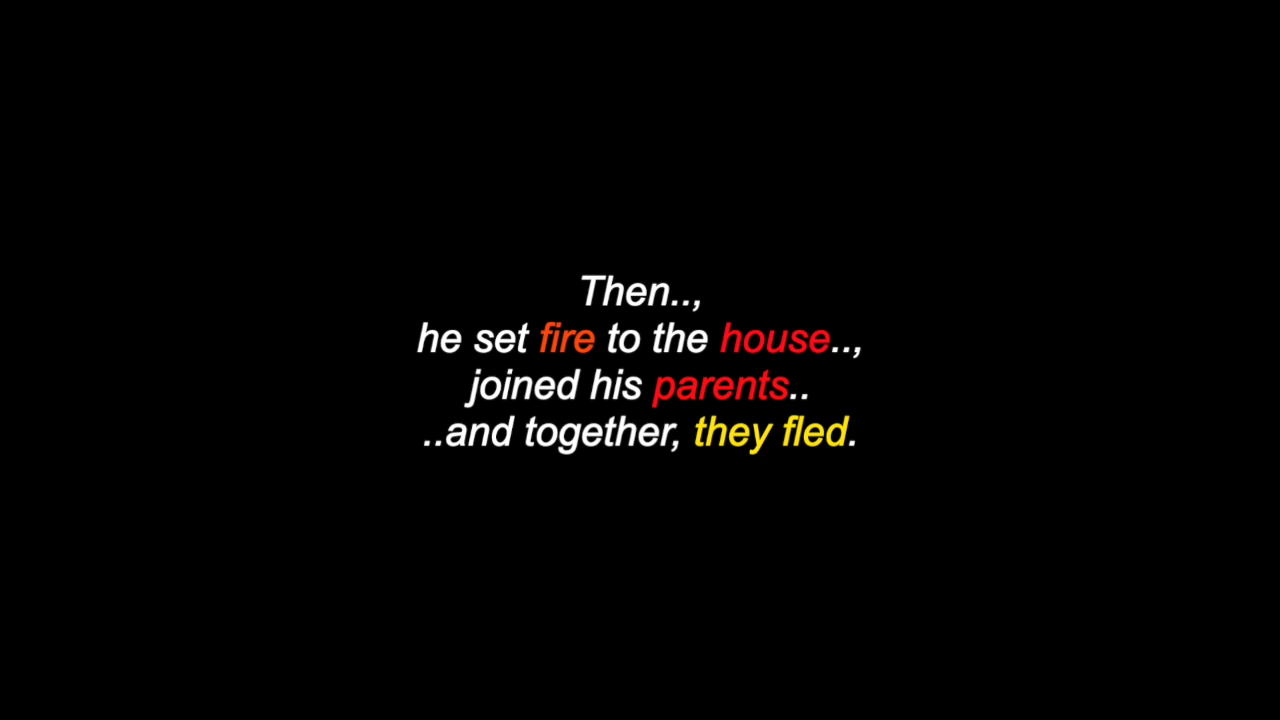 Then..,
he set fire to the house..,
joined his parents..
..and together, they fled.